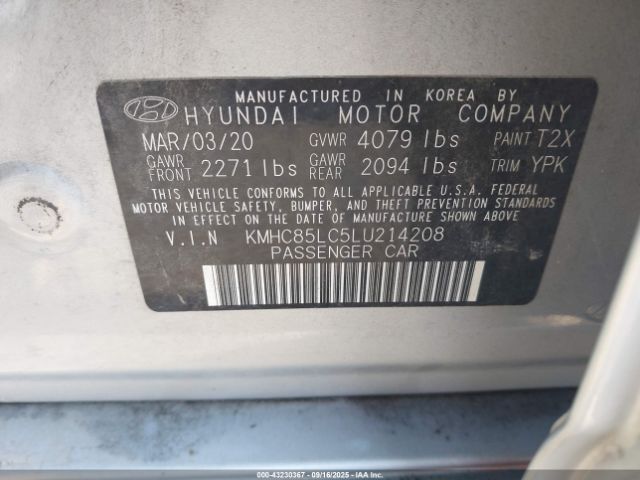 MANUFACTURED IN KOREA BY
HYUNDAI MOTOR COMPANY
MAR/03/20 GVWR 4079 lbs PAINT T2X
GAWR FRONT 2271 lbs GAWR REAR 2094 lbs TRIM YPK
THIS VEHICLE CONFORMS TO ALL APPLICABLE U.S.A. FEDERAL
MOTOR VEHICLE SAFETY, BUMPER, AND THEFT PREVENTION STANDARDS
IN EFFECT ON THE DATE OF MANUFACTURE SHOWN ABOVE.
V.I.N KMHC85LC5LU214208
PASSENGER CAR
000-43230367 09/16/2025 IAAI.COM